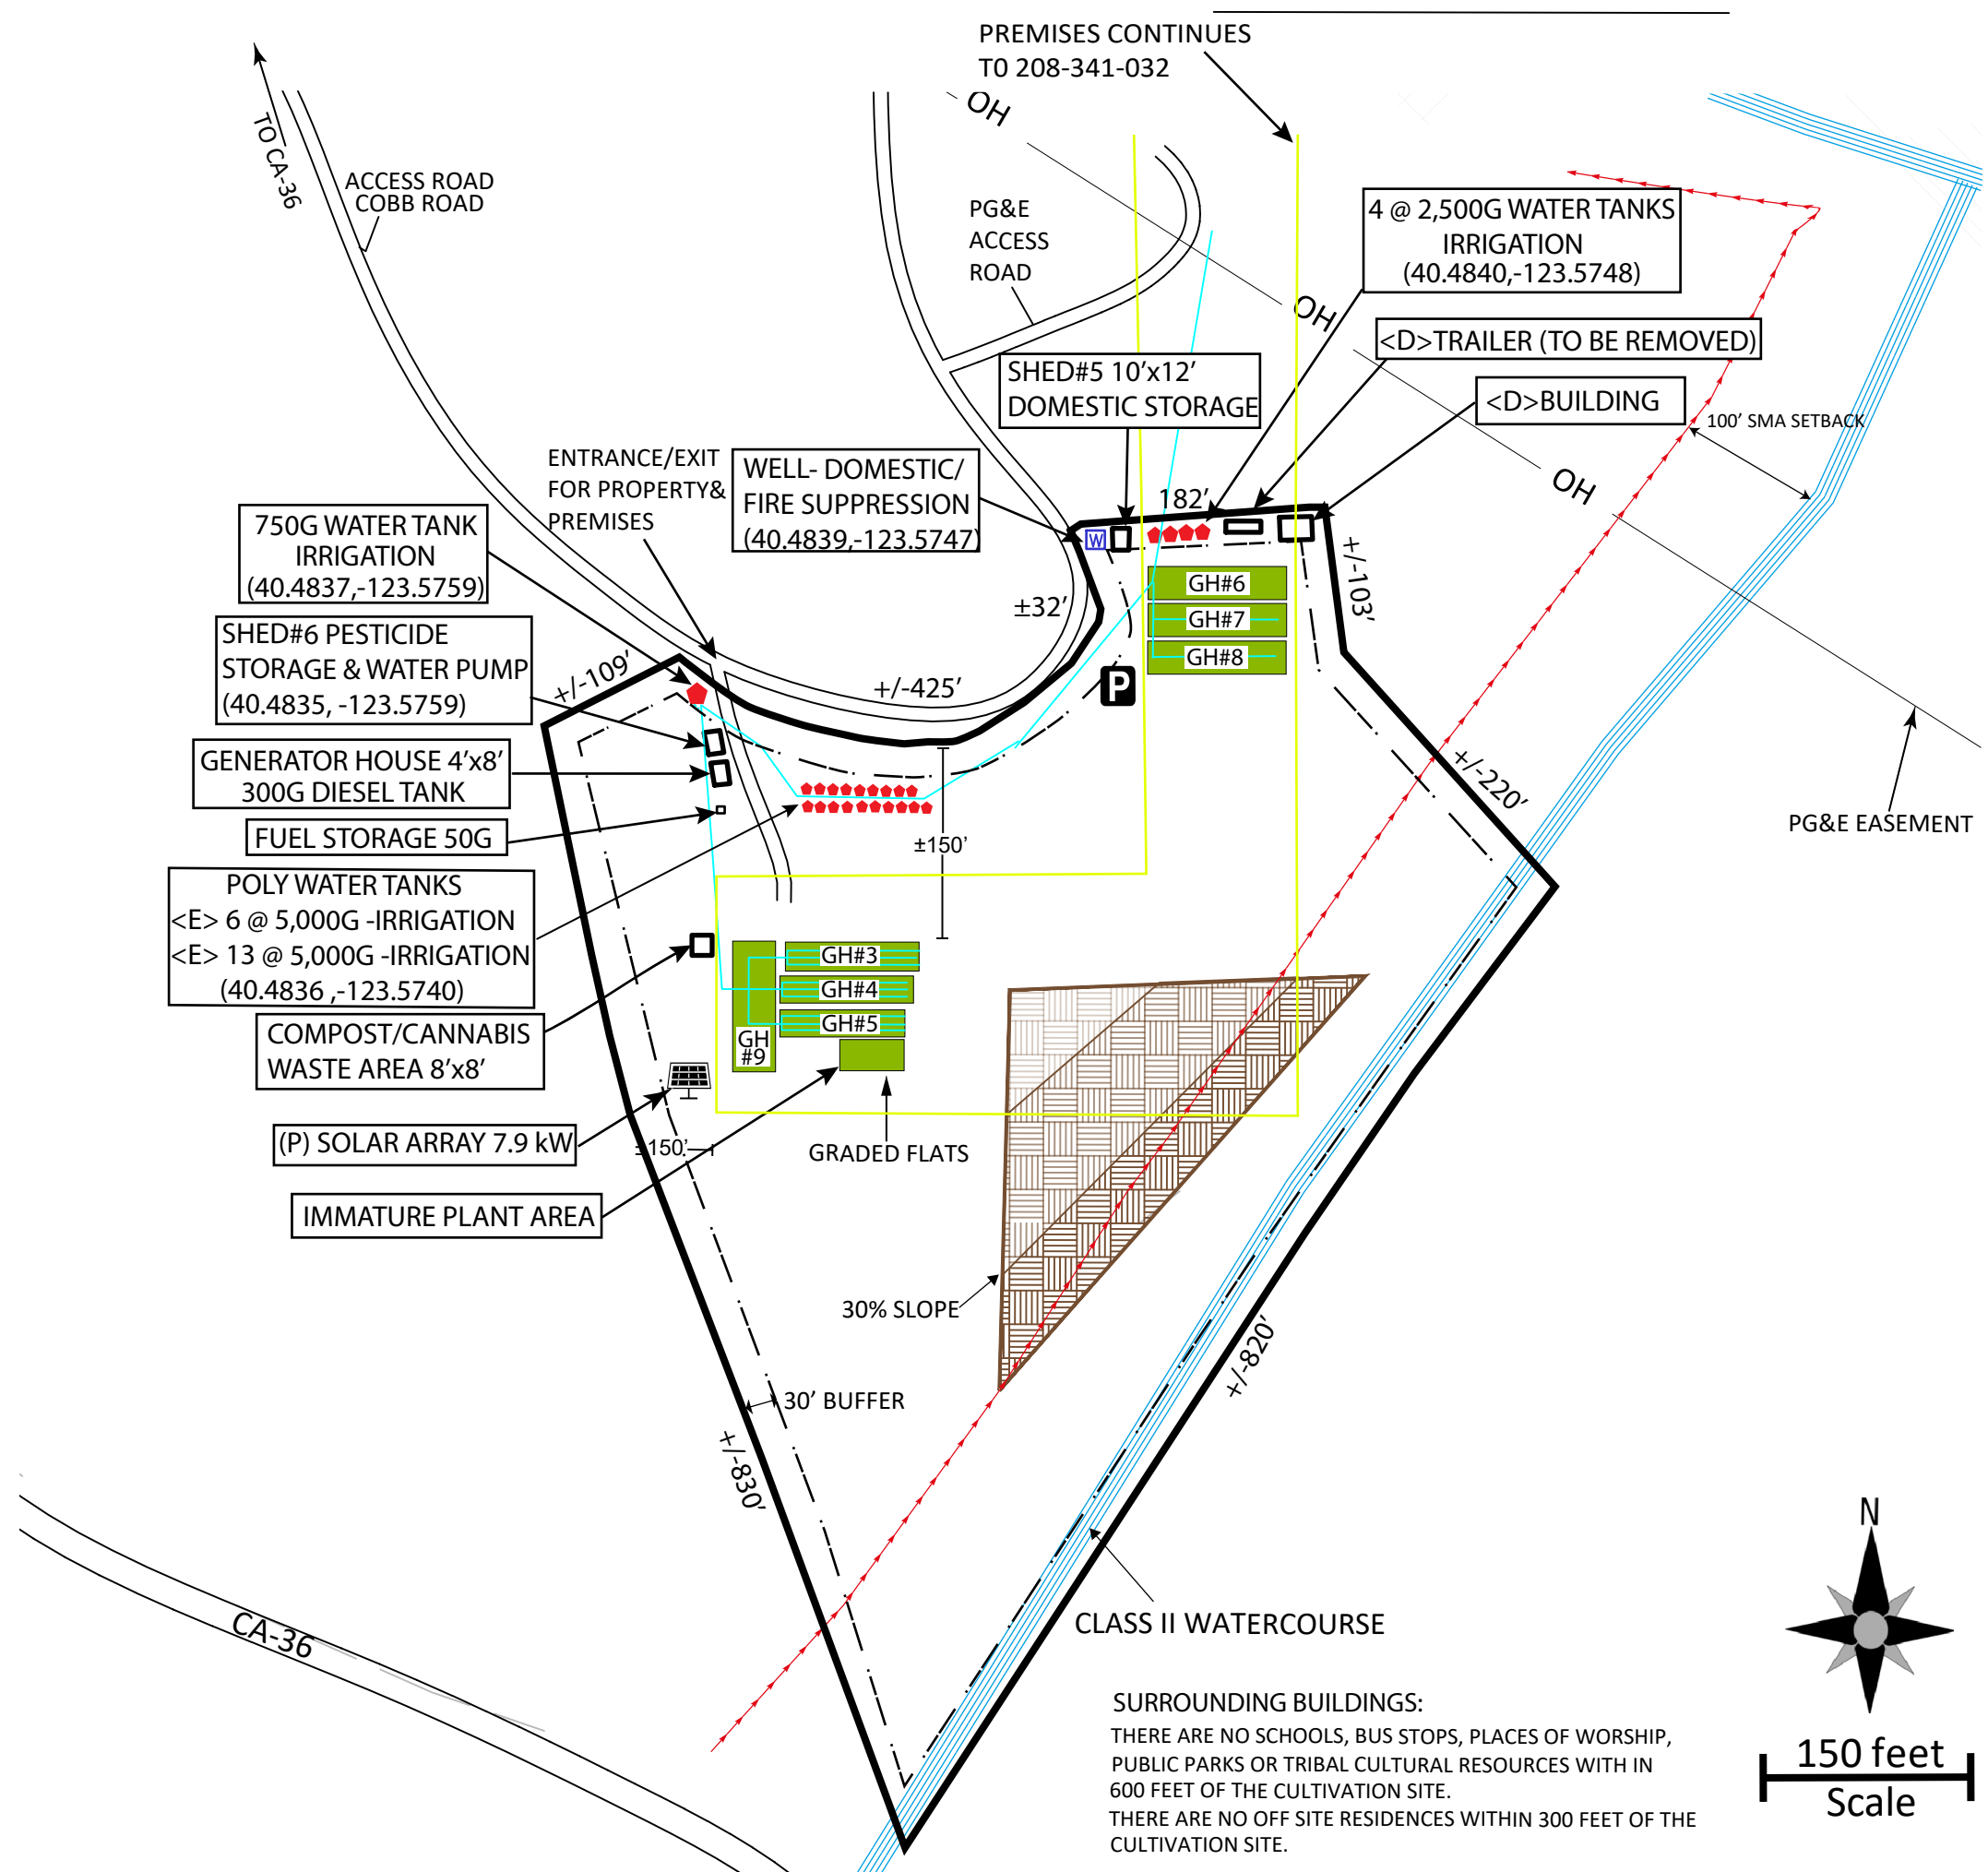 PREMISES CONTINUES
T0 208-341-032
OH
TO CA-36
ACCESS ROAD
COBB ROAD
PG&E
ACCESS
ROAD
4 @ 2,500G WATER TANKS
IRRIGATION
(40.4840,-123.5748)
OH
<D>TRAILER (TO BE REMOVED)
SHED#5 10’x12’
DOMESTIC STORAGE
<D>BUILDING
100’ SMA SETBACK
ENTRANCE/EXIT
FOR PROPERTY&
PREMISES
WELL- DOMESTIC/
FIRE SUPPRESSION
(40.4839,-123.5747)
182’
OH
750G WATER TANK
IRRIGATION
(40.4837,-123.5759)
W
+/-103’
GH#6
GH#7
GH#8
±32’
SHED#6 PESTICIDE
STORAGE & WATER PUMP
(40.4835, -123.5759)
+/-109’
+/-425’
P
GENERATOR HOUSE 4’x8’
300G DIESEL TANK
+/-220’
FUEL STORAGE 50G
±150’
PG&E EASEMENT
POLY WATER TANKS
<E> 6 @ 5,000G -IRRIGATION
<E> 13 @ 5,000G -IRRIGATION
(40.4836 ,-123.5740)
GH#3
GH#4
GH#5
GH
#9
COMPOST/CANNABIS
WASTE AREA 8’x8’
(P) SOLAR ARRAY 7.9 kW
±150’
GRADED FLATS
IMMATURE PLANT AREA
30% SLOPE
+/-820’
30’ BUFFER
+/-830’
CA-36
CLASS II WATERCOURSE
N
SURROUNDING BUILDINGS:
THERE ARE NO SCHOOLS, BUS STOPS, PLACES OF WORSHIP,
PUBLIC PARKS OR TRIBAL CULTURAL RESOURCES WITH IN
600 FEET OF THE CULTIVATION SITE.
THERE ARE NO OFF SITE RESIDENCES WITHIN 300 FEET OF THE
CULTIVATION SITE.
150 feet
Scale